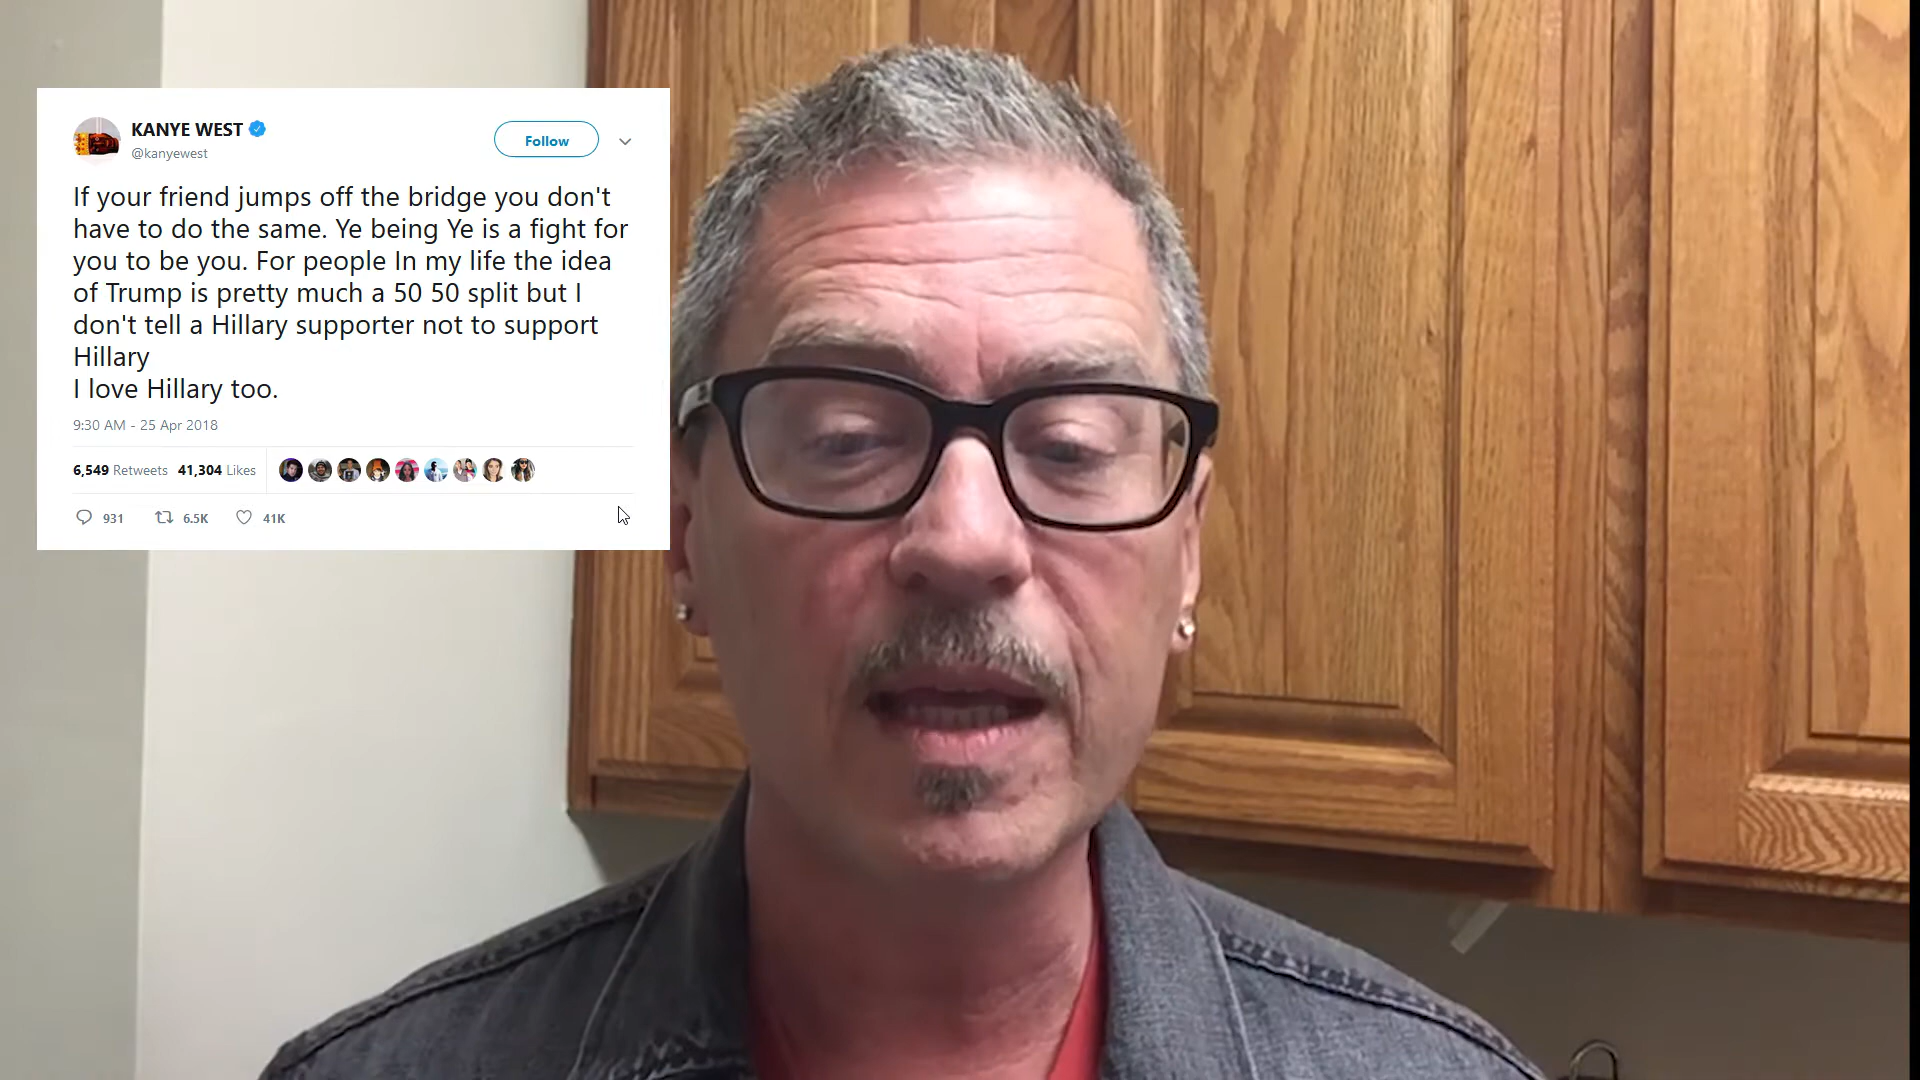 KANYE WEST
@kanyewest
Follow
If your friend jumps off the bridge you don't
have to do the same. Ye being Ye is a fight for
you to be you. For people In my life the idea
of Trump is pretty much a 50 50 split but I
don't tell a Hillary supporter not to support
Hillary
I love Hillary too.
9:30 AM - 25 Apr 2018
6,549 Retweets 41,304 Likes
931 6.5K 41K